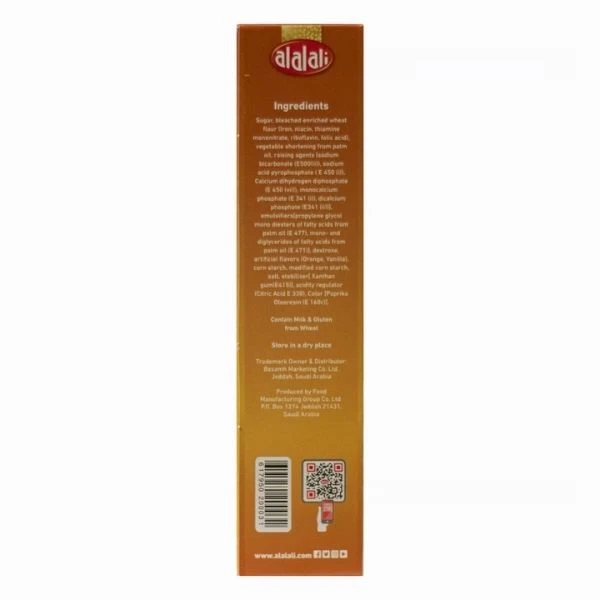 alalali
Ingredients
Sugar, bleached enriched wheat
flour (Iron, niacin, thiamine
mononitrate, riboflavin, folic acid),
vegetable shortening from palm
oil, raising agents (sodium
bicarbonate (E500(ii)), sodium
acid pyrophosphate ( E 450 (i)),
Calcium dihydrogen diphosphate
(E 450 (vii)), monocalcium
phosphate (E 341 (i)), dicalcium
phosphate (E341 (ii)),
emulsifiers(propylene glycol
mono diesters of fatty acids from
palm oil (E 477), mono- and
diglycerides of fatty acids from
palm oil (E 471)), dextrose,
artificial flavors (Orange, Vanilla),
corn starch, modified corn starch,
salt, stabiliser( Xanthan
gum(E415)), acidity regulator
(Citric Acid E 330), Color (Paprika
Oleoresin (E 160c)).
Contain Milk & Gluten
from Wheat
Store in a dry place
Trademark Owner & Distributor:
Basamh Marketing Co. Ltd.
Jeddah, Saudi Arabia
Produced by Food
Manufacturing Group Co. Ltd
P.O. Box 1274 Jeddah 21431,
Saudi Arabia
617950 290031
www.alalali.com